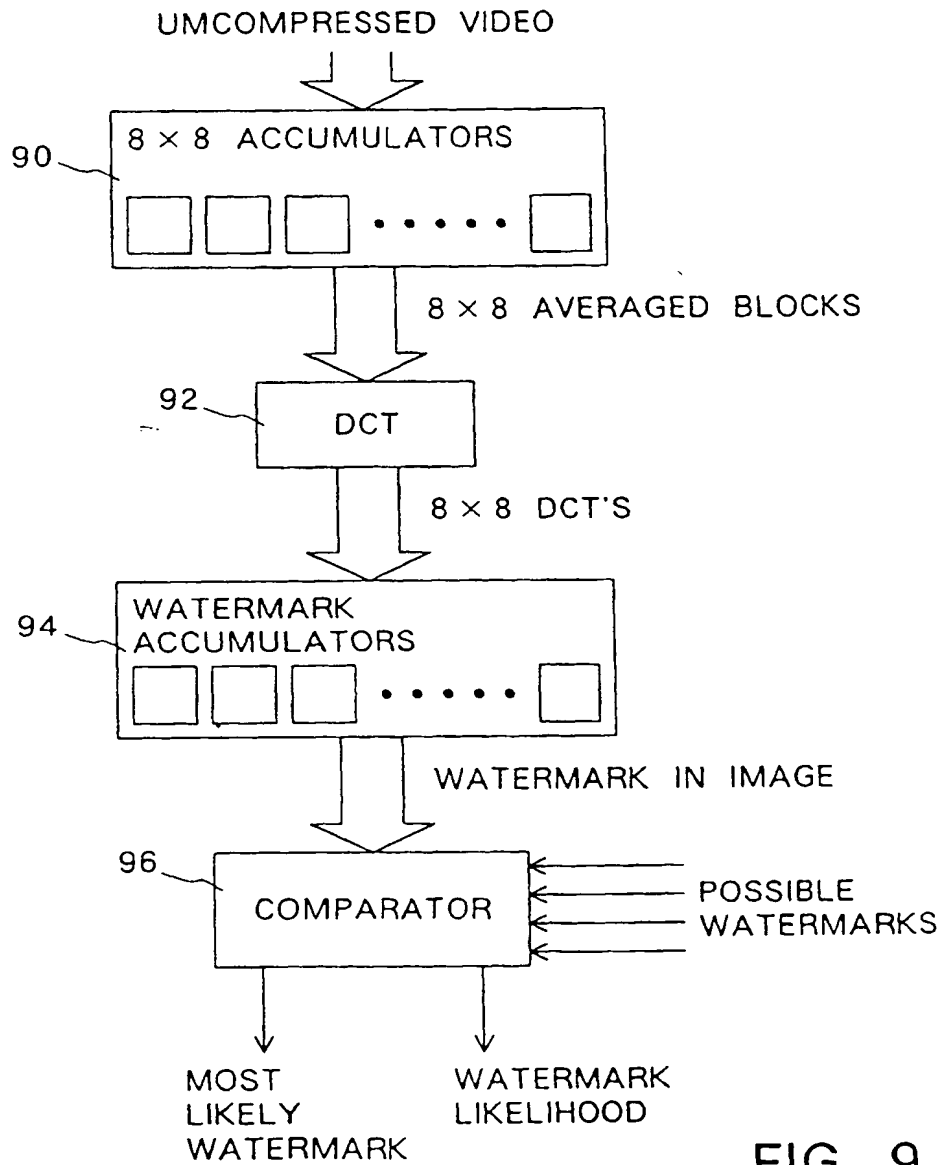 UMCOMPRESSED VIDEO
8 × 8 ACCUMULATORS
90
8 × 8 AVERAGED BLOCKS
92
DCT
8 × 8 DCT'S
WATERMARK
94
ACCUMULATORS
WATERMARK IN IMAGE
96
COMPARATOR
POSSIBLE
WATERMARKS
MOST
LIKELY
WATERMARK
WATERMARK
LIKELIHOOD
FIG. 9